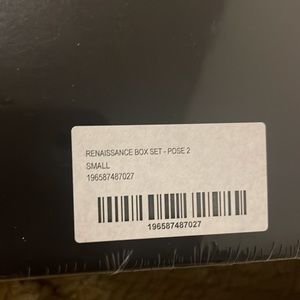 RENAISSANCE BOX SET - POSE 2
SMALL
196587487027
196587487027